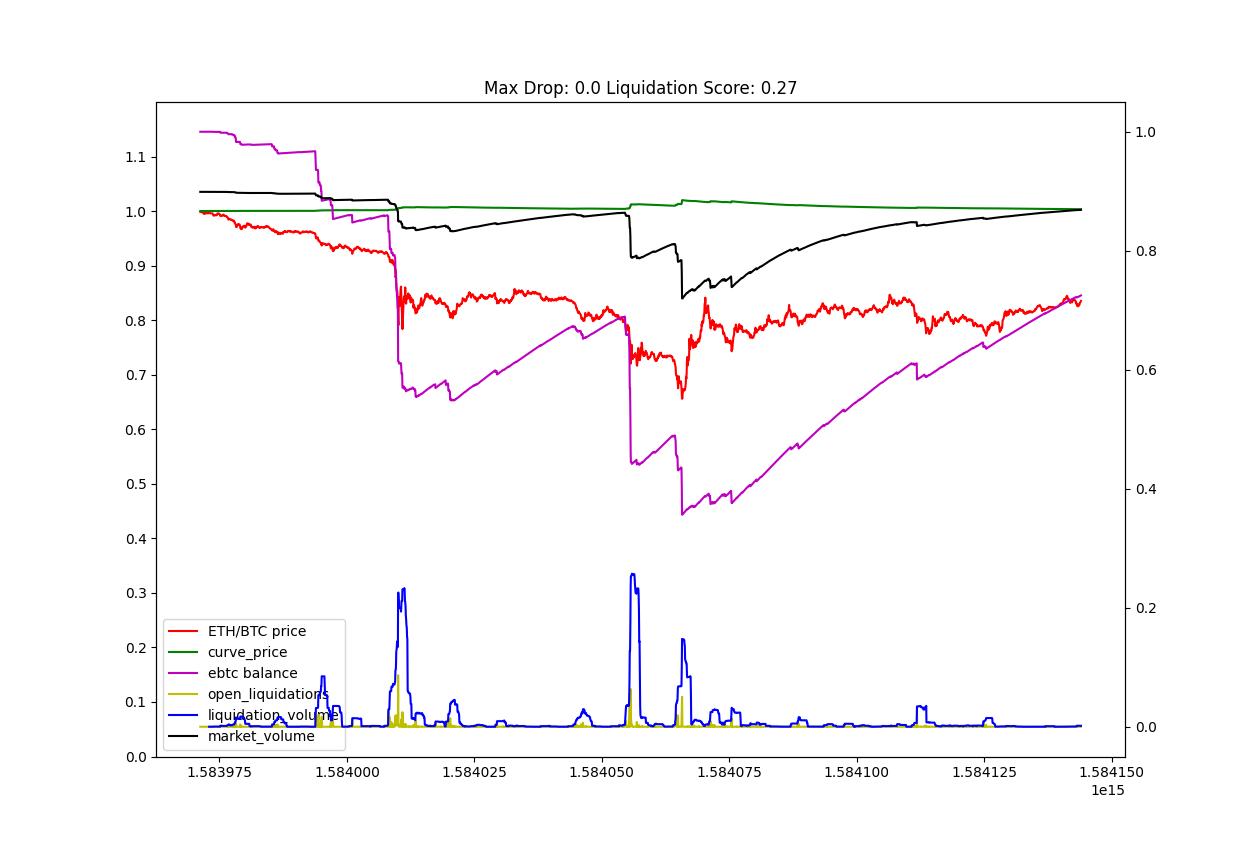 Max Drop: 0.0 Liquidation Score: 0.27
1.1
1.0
0.9
0.8
0.7
0.6
0.5
0.4
0.3
0.2
0.1
0.0
1.0
0.8
0.6
0.4
0.2
0.0
ETH/BTC price
curve_price
ebtc balance
open_liquidations
liquidation_volume
market_volume
1.583975 1.584000 1.584025 1.584050 1.584075 1.584100 1.584125 1.584150
1e15